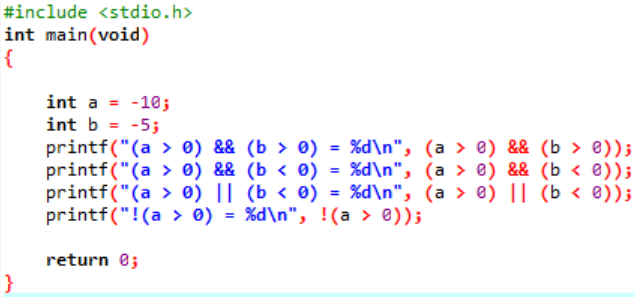 #include <stdio.h>
int main(void)
{
int a = -10;
int b = -5;
printf("(a > 0) && (b > 0) = %d\n", (a > 0) && (b > 0));
printf("(a > 0) && (b < 0) = %d\n", (a > 0) && (b < 0));
printf("(a > 0) || (b < 0) = %d\n", (a > 0) || (b < 0));
printf("!(a > 0) = %d\n", !(a > 0));
return 0;
}